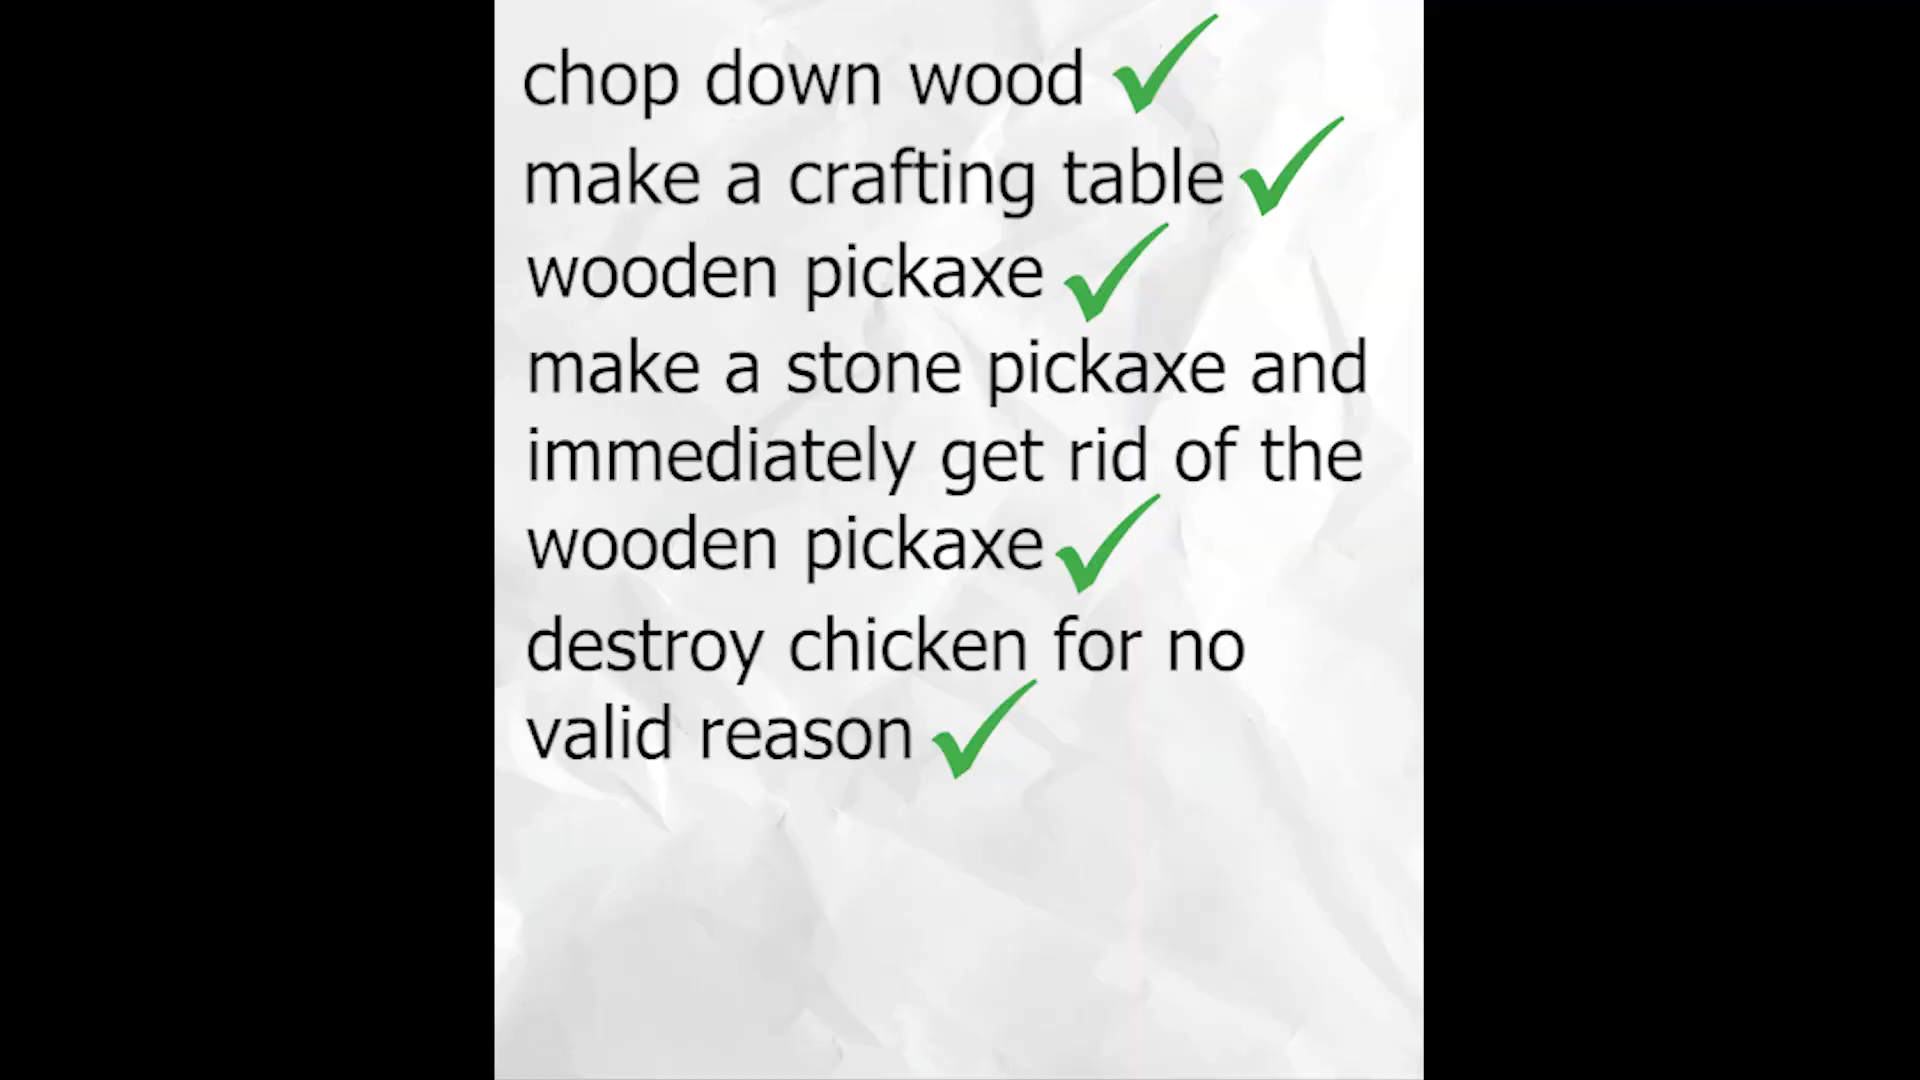 chop down wood
make a crafting table
wooden pickaxe
make a stone pickaxe and
immediately get rid of the
wooden pickaxe
destroy chicken for no
valid reason